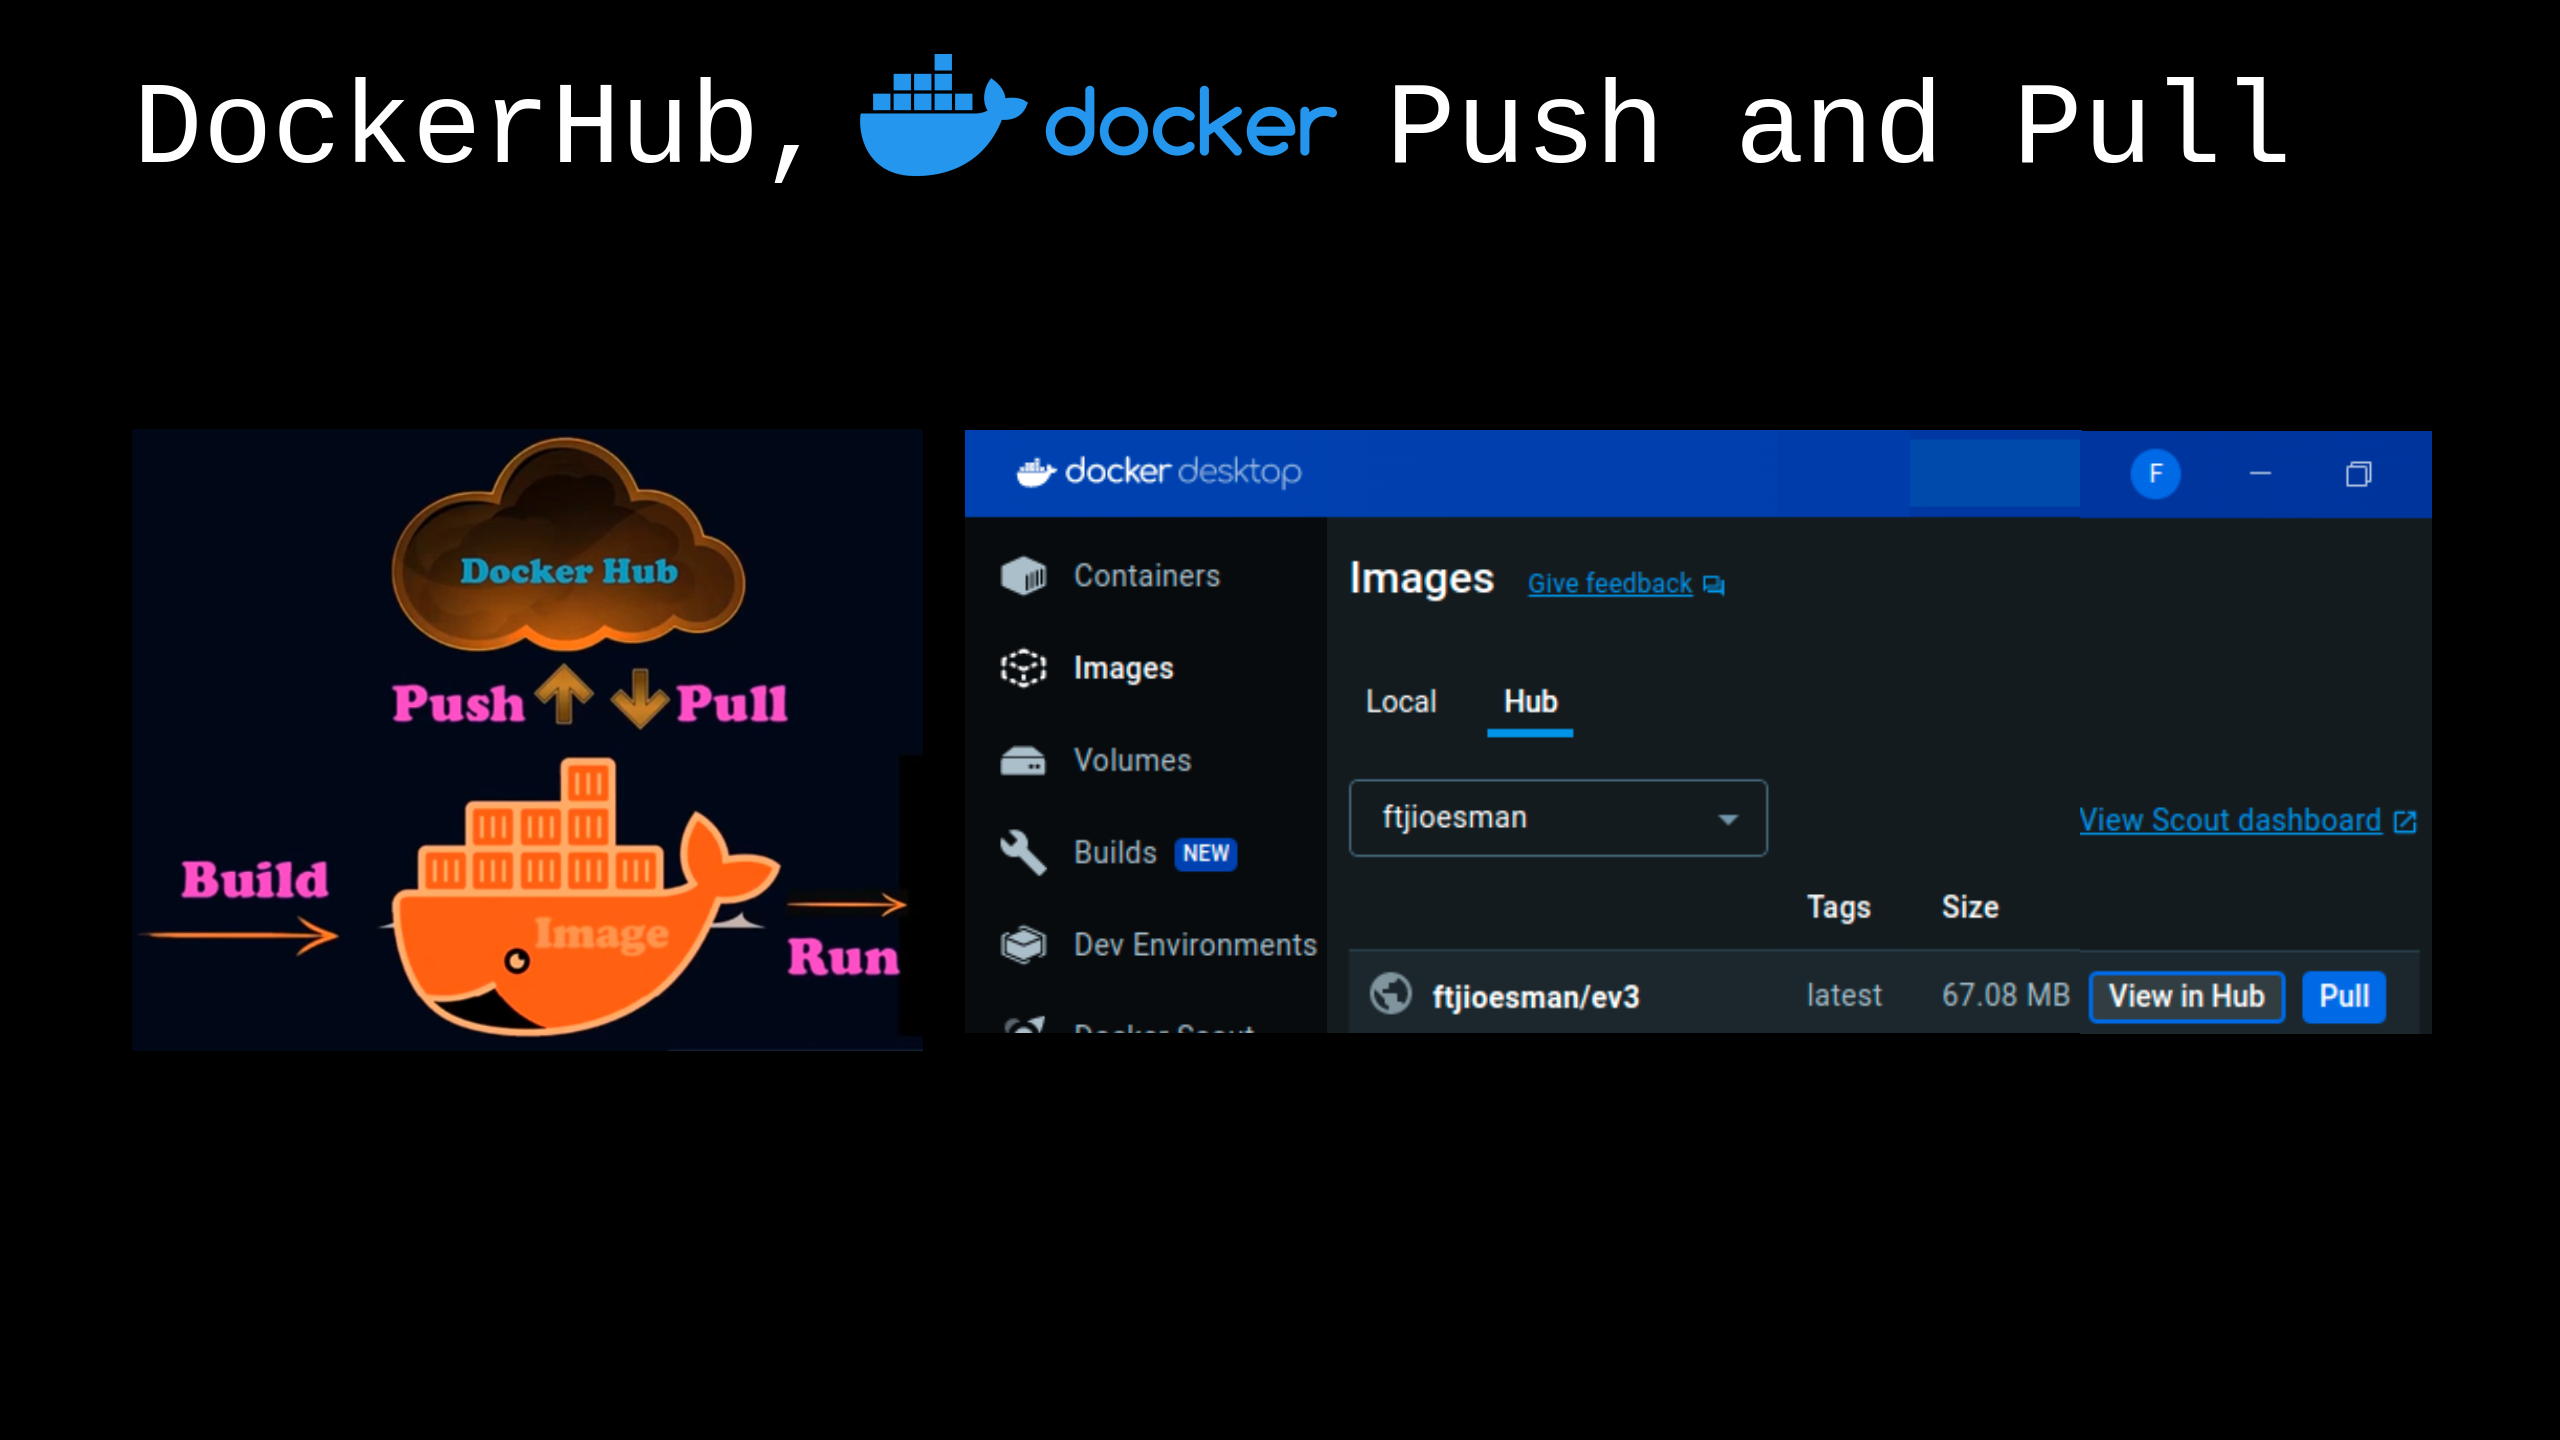 DockerHub, docker Push and Pull
Docker Hub
Push Pull
Build
Image
Run
docker desktop
F
Containers
Images
Volumes
Builds NEW
Dev Environments
Docker Scout
Images Give feedback
Local Hub
ftjioesman
View Scout dashboard
Tags Size
ftjioesman/ev3 latest 67.08 MB View in Hub Pull